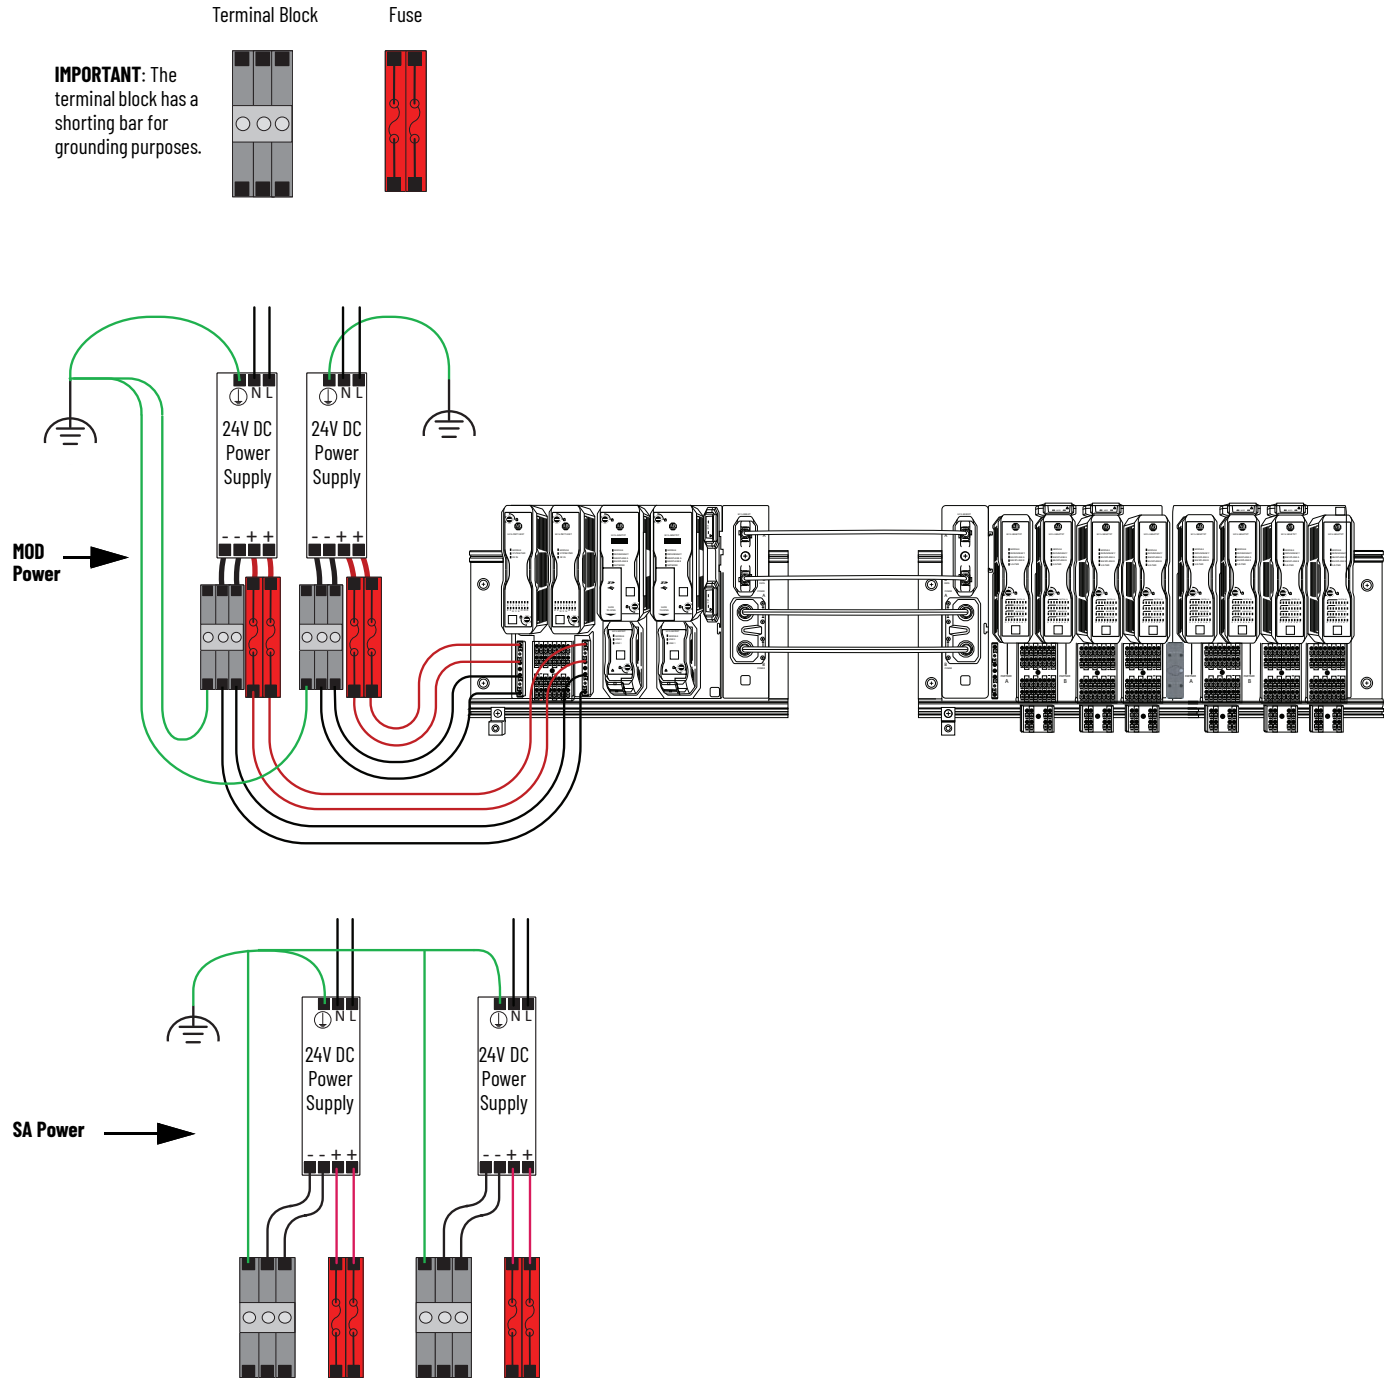 Terminal Block
Fuse
IMPORTANT: The
terminal block has a
shorting bar for
grounding purposes.
N L
24V DC
Power
Supply
- - + +
N L
24V DC
Power
Supply
- - + +
MOD
Power
A
B
A
B
N L
24V DC
Power
Supply
- - + +
N L
24V DC
Power
Supply
- - + +
SA Power